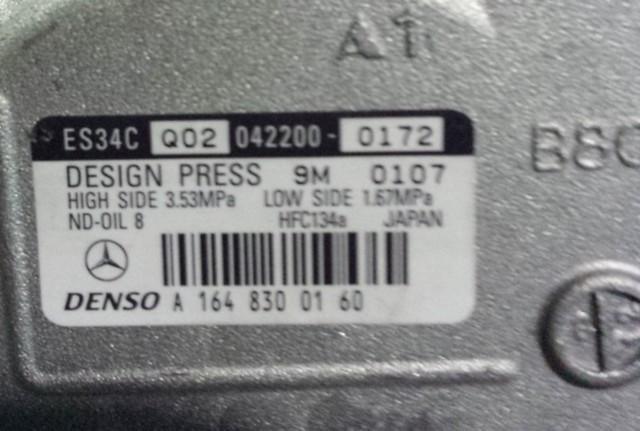 A1
ES34C Q02 042200- 0172
DESIGN PRESS 9M 0107
HIGH SIDE 3.53MPa LOW SIDE 1.67MPa
ND-OIL 8 HFC134a JAPAN
DENSO A 164 830 01 60